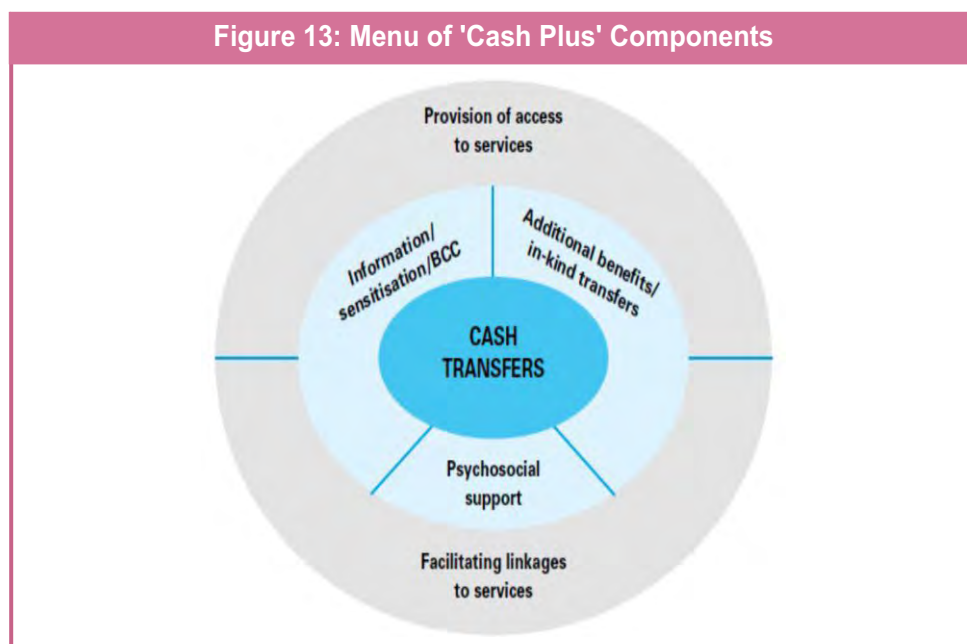 Figure 13: Menu of 'Cash Plus' Components
Provision of access
to services
Information/
sensitisation/BCC
Additional benefits/
in-kind transfers
CASH
TRANSFERS
Psychosocial
support
Facilitating linkages
to services